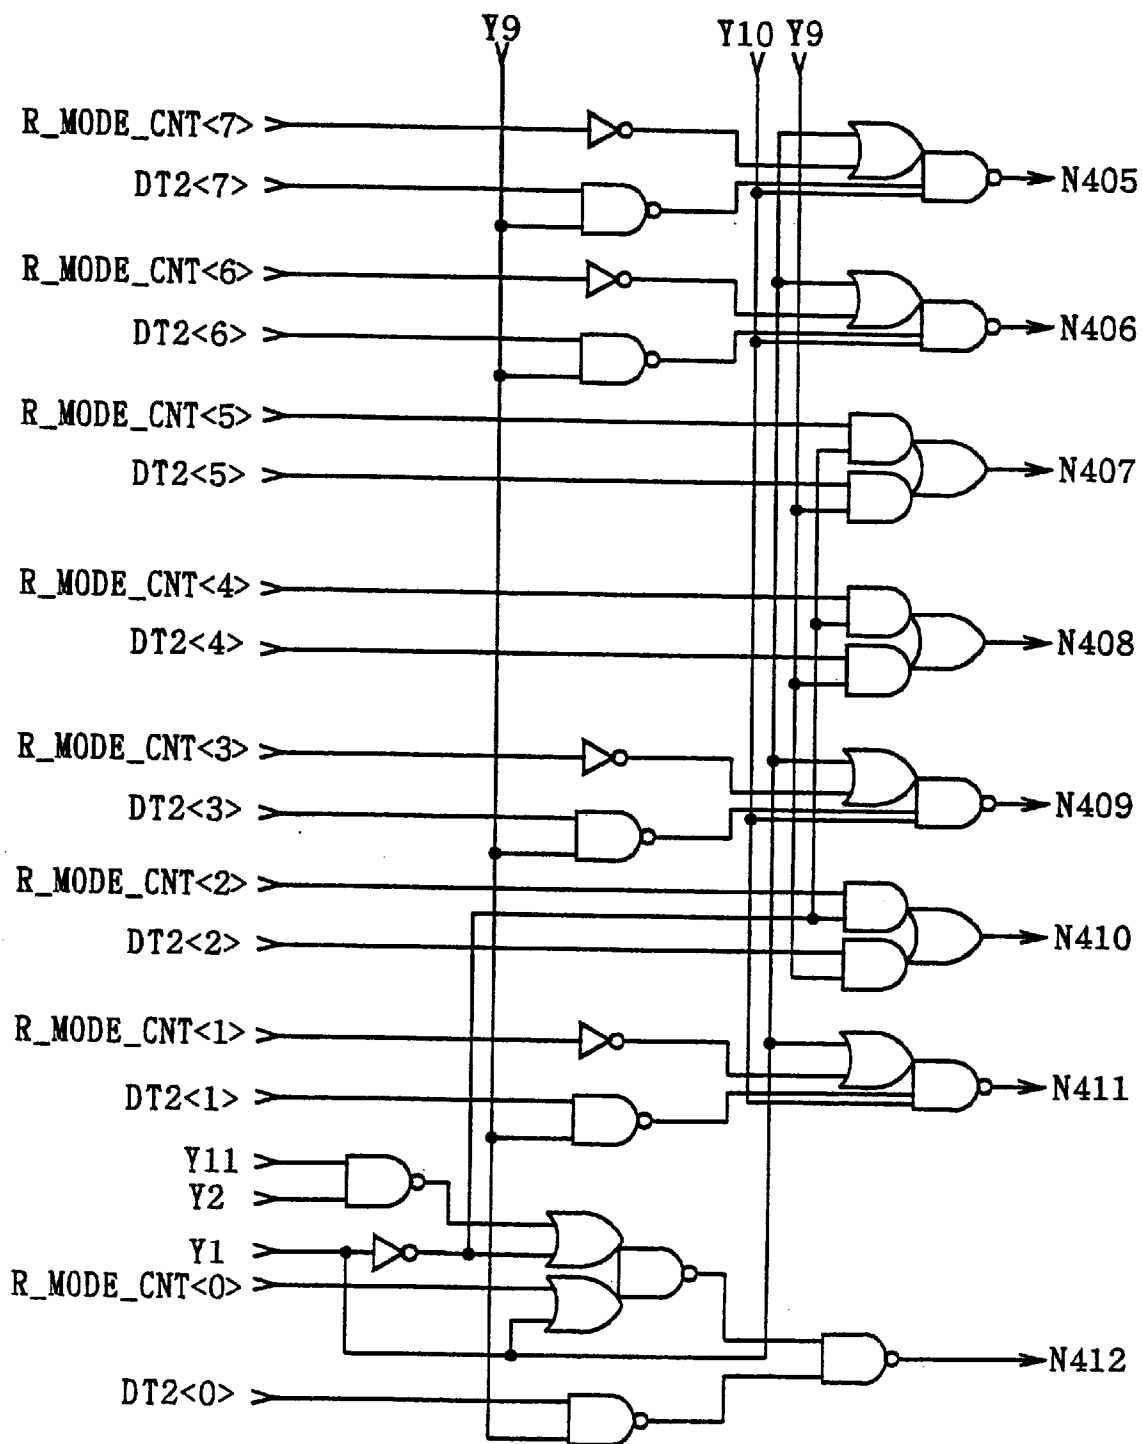 Y9
Y10 Y9
R_MODE_CNT<7>
DT2<7>
N405
R_MODE_CNT<6>
DT2<6>
N406
R_MODE_CNT<5>
DT2<5>
N407
R_MODE_CNT<4>
DT2<4>
N408
R_MODE_CNT<3>
DT2<3>
N409
R_MODE_CNT<2>
DT2<2>
N410
R_MODE_CNT<1>
DT2<1>
N411
Y11
Y2
Y1
R_MODE_CNT<0>
N412
DT2<0>